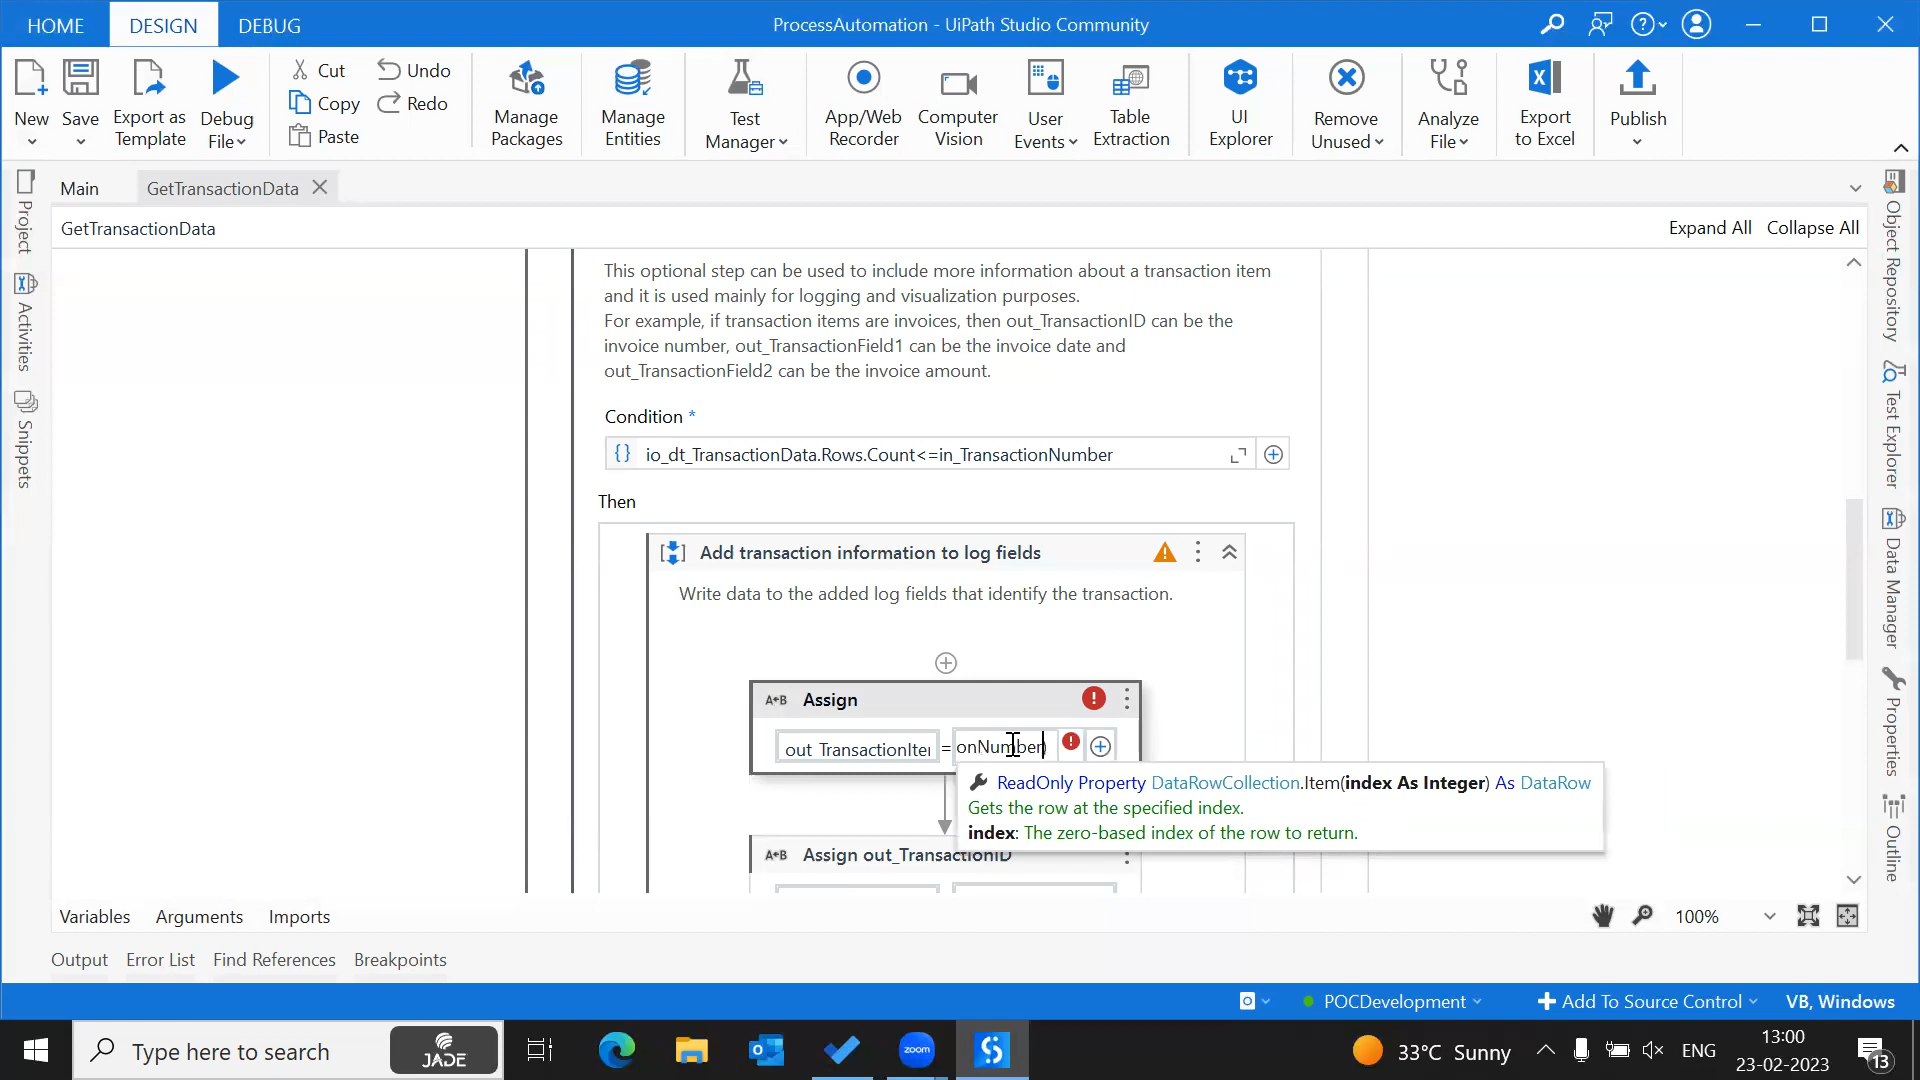 HOME DESIGN DEBUG ProcessAutomation - UiPath Studio Community
New Save Export as Template Debug File Cut Copy Paste Undo Redo Manage Packages Manage Entities Test Manager App/Web Recorder Computer Vision User Events Table Extraction UI Explorer Remove Unused Analyze File Export to Excel Publish
Main GetTransactionData
GetTransactionData Expand All Collapse All
Project
Activities
Snippets
This optional step can be used to include more information about a transaction item
and it is used mainly for logging and visualization purposes.
For example, if transaction items are invoices, then out_TransactionID can be the
invoice number, out_TransactionField1 can be the invoice date and
out_TransactionField2 can be the invoice amount.
Condition *
{} io_dt_TransactionData.Rows.Count<=in_TransactionNumber
Then
Add transaction information to log fields
Write data to the added log fields that identify the transaction.
A+B Assign
out_TransactionIter = onNumber)
ReadOnly Property DataRowCollection.Item(index As Integer) As DataRow
Gets the row at the specified index.
index: The zero-based index of the row to return.
A+B Assign out_TransactionID
Object Repository
Test Explorer
Data Manager
Properties
Outline
Variables Arguments Imports 100%
Output Error List Find References Breakpoints
POCDevelopment Add To Source Control VB, Windows
Type here to search JADE zoom 33°C Sunny ENG 13:00
23-02-2023 13